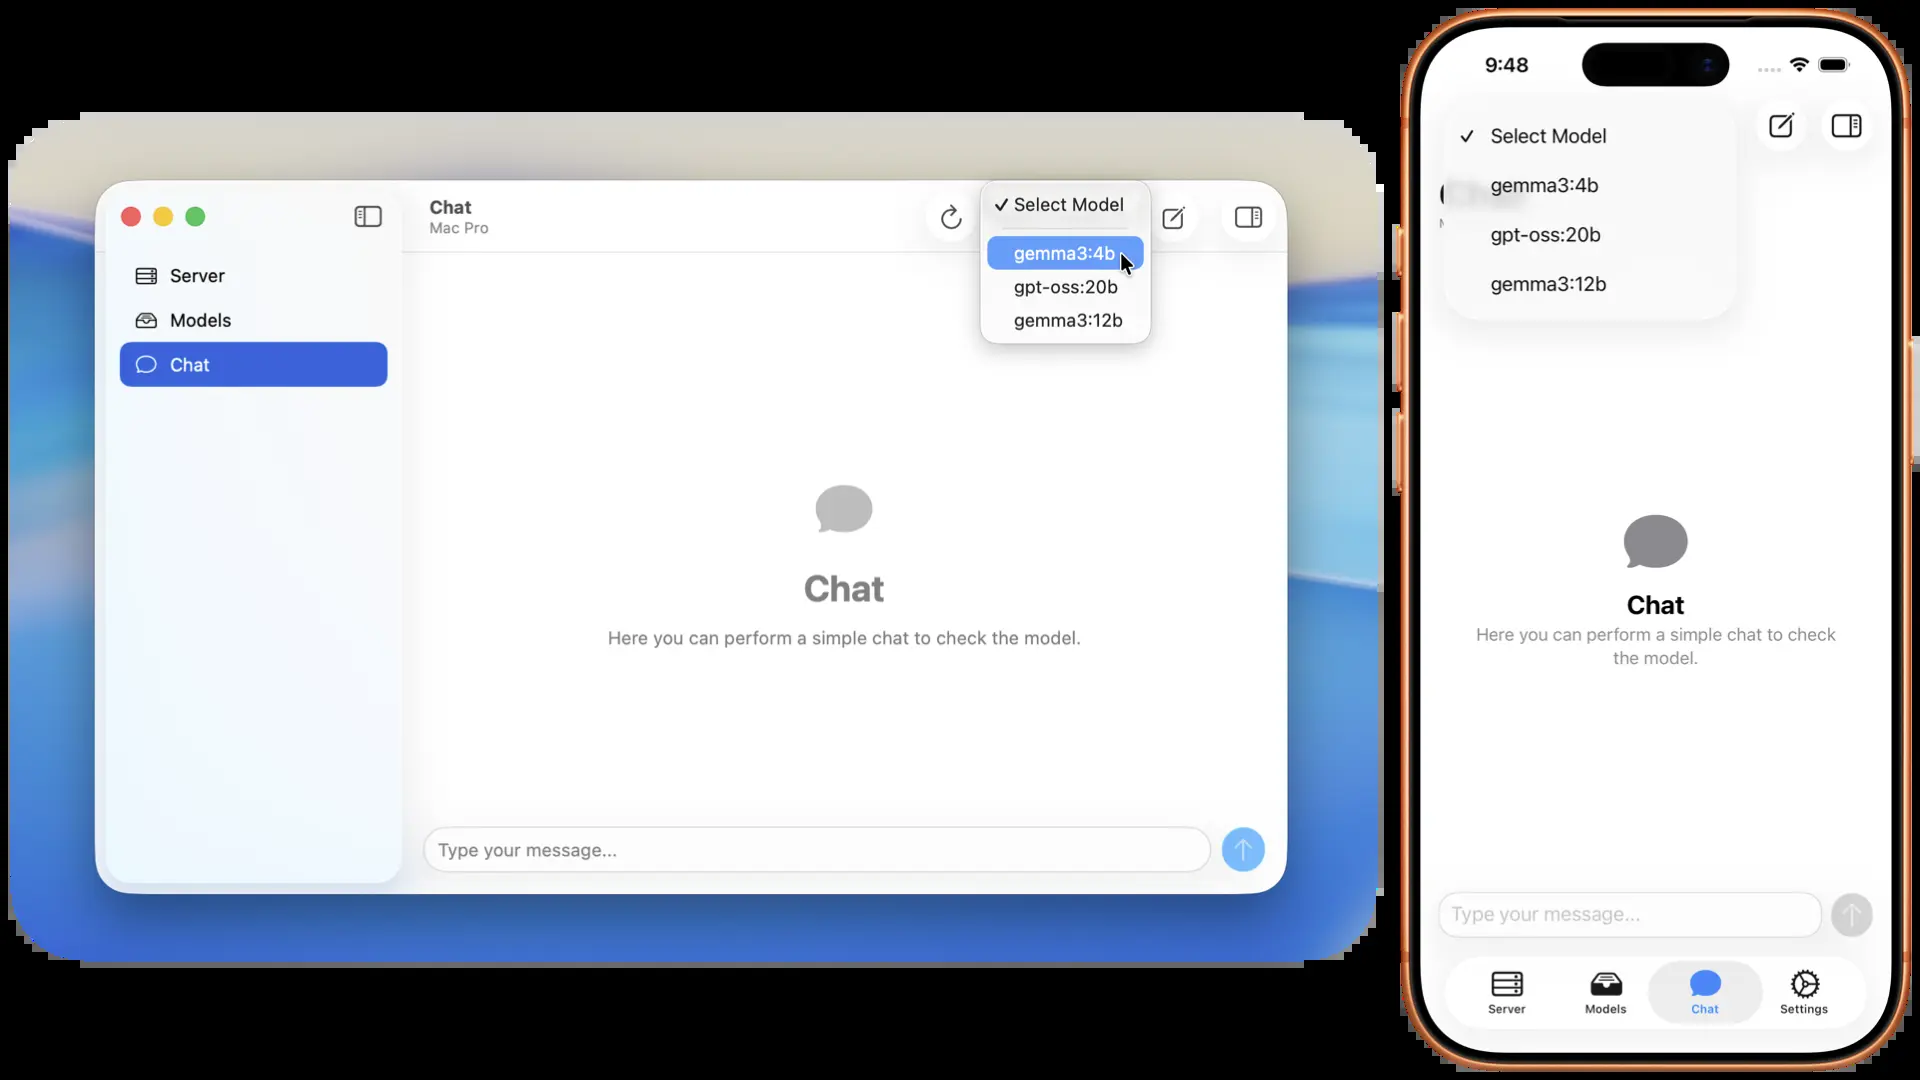 Chat
Mac Pro
Select Model
gemma3:4b
gpt-oss:20b
gemma3:12b
Server
Models
Chat
Chat
Here you can perform a simple chat to check the model.
Type your message...
9:48
Select Model
gemma3:4b
gpt-oss:20b
gemma3:12b
Chat
Here you can perform a simple chat to check
the model.
Type your message...
Server
Models
Chat
Settings